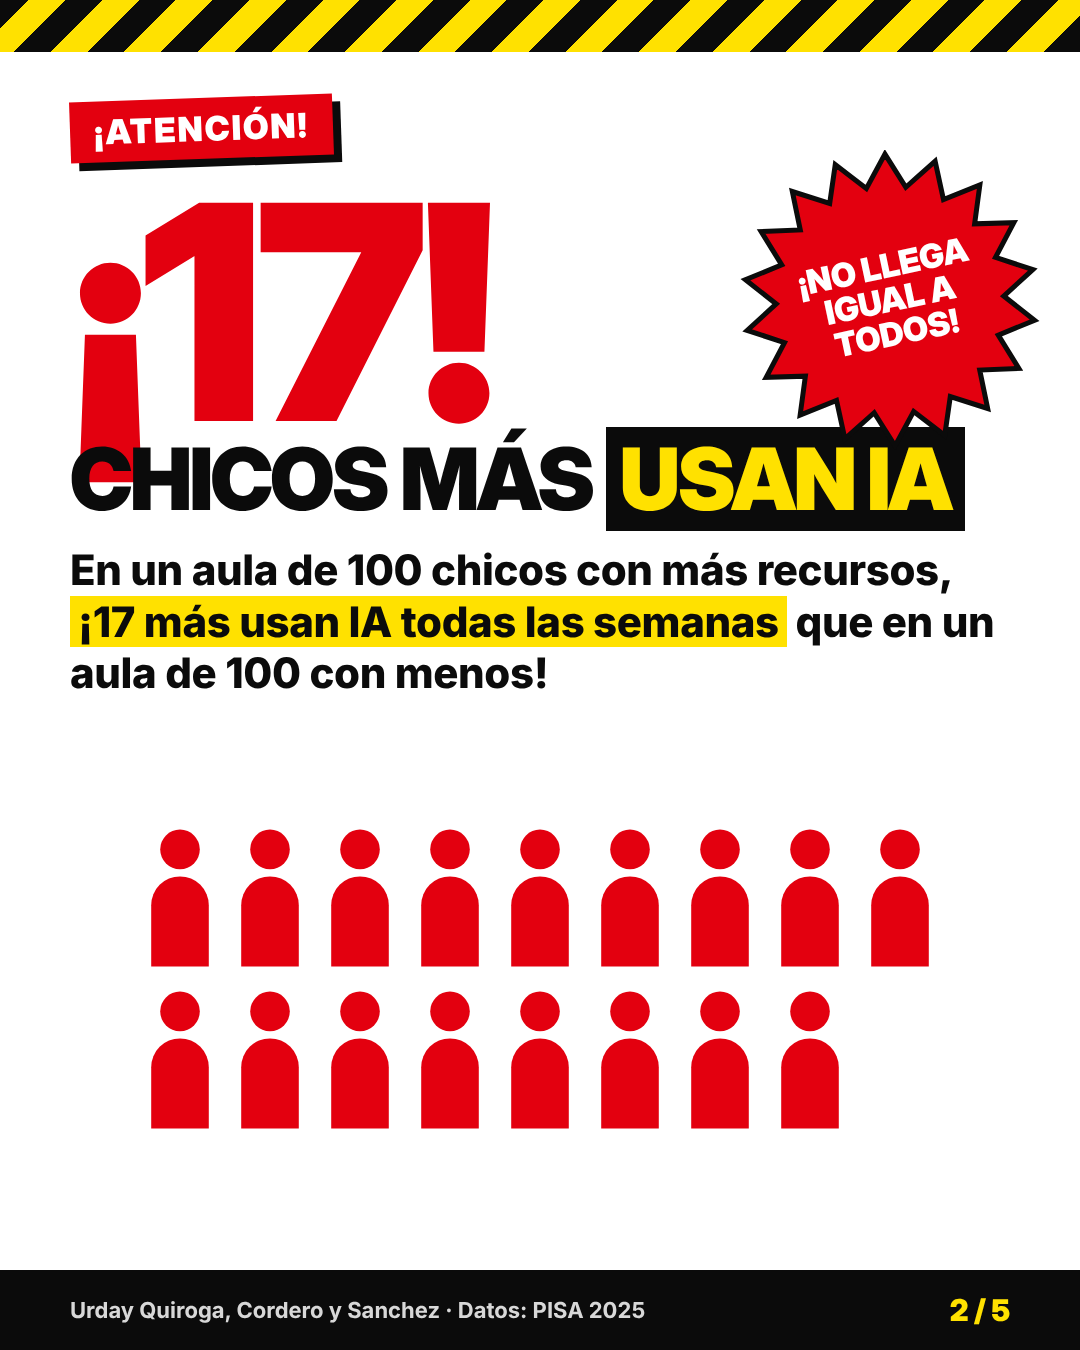 ¡ATENCIÓN!
¡17!
¡NO LLEGA
IGUAL A
TODOS!
CHICOS MÁS USAN IA
En un aula de 100 chicos con más recursos,
¡17 más usan IA todas las semanas que en un
aula de 100 con menos!
Urday Quiroga, Cordero y Sanchez · Datos: PISA 2025
2 / 5